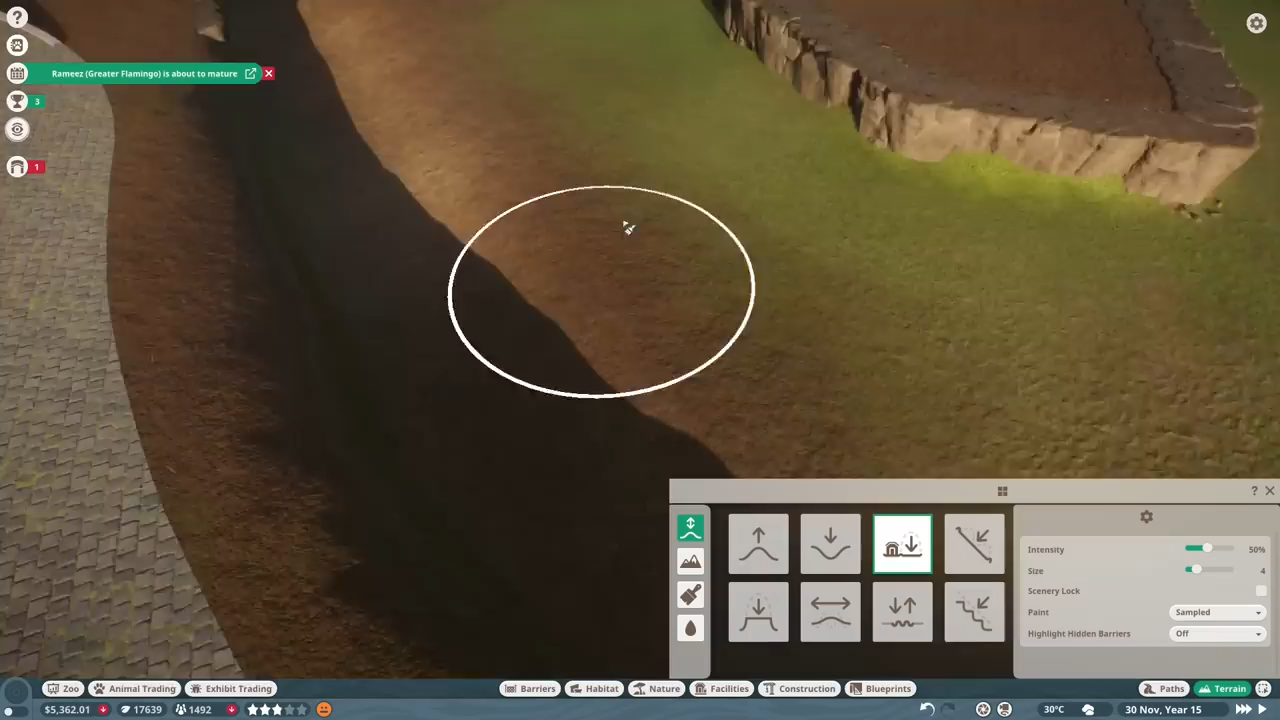 ?
Rameez (Greater Flamingo) is about to mature
3
1
?
Intensity 50%
Size 4
Scenery Lock
Paint Sampled
Highlight Hidden Barriers Off
Zoo Animal Trading Exhibit Trading Barriers Habitat Nature Facilities Construction Blueprints Paths Terrain
$5,362.01 17639 1492 30°C 30 Nov, Year 15